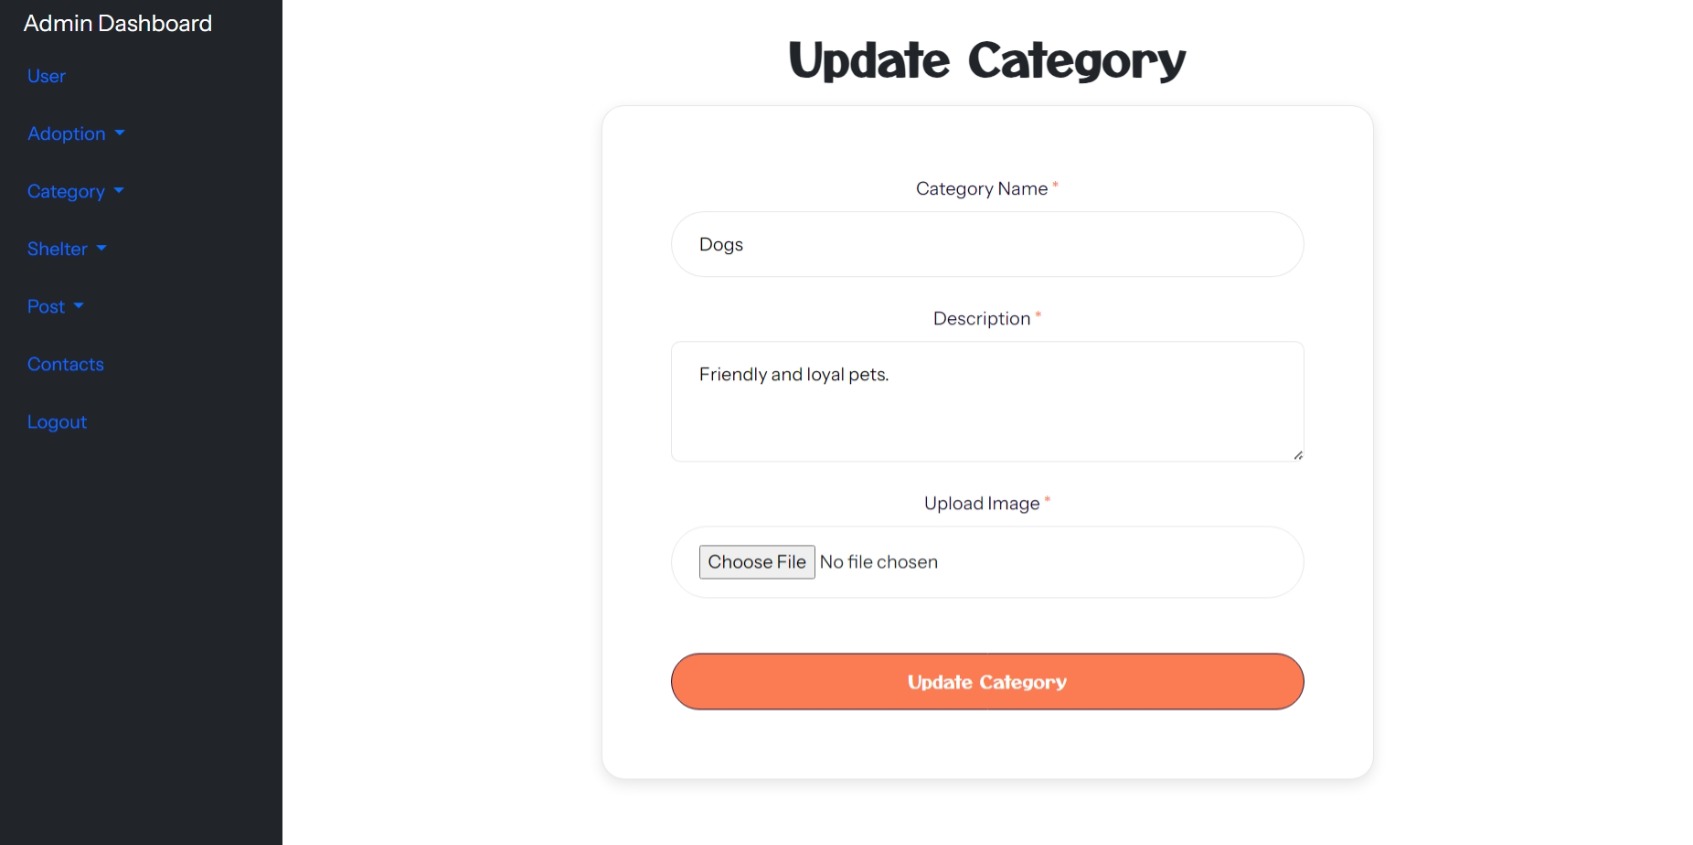 Admin Dashboard
User
Adoption
Category
Shelter
Post
Contacts
Logout
Update Category
Category Name *
Dogs
Description *
Friendly and loyal pets.
Upload Image *
Choose File No file chosen
Update Category